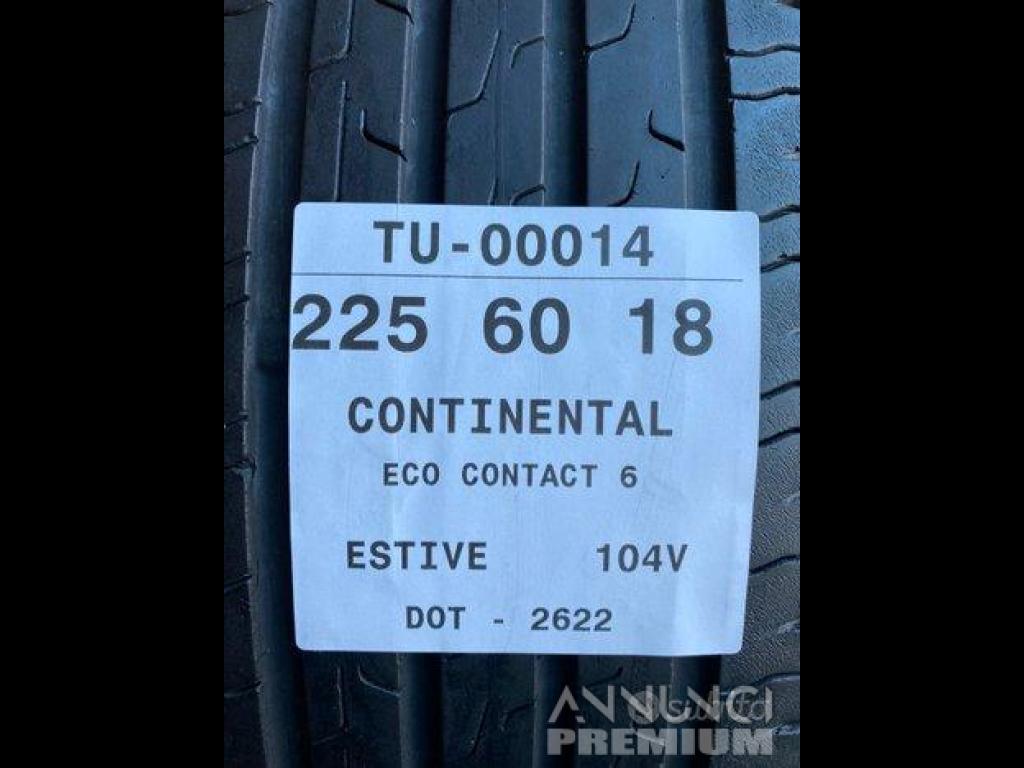 TU-00014
225 60 18
CONTINENTAL
ECO CONTACT 6
ESTIVE 104V
DOT - 2622
ANNUNCI
PREMIUM